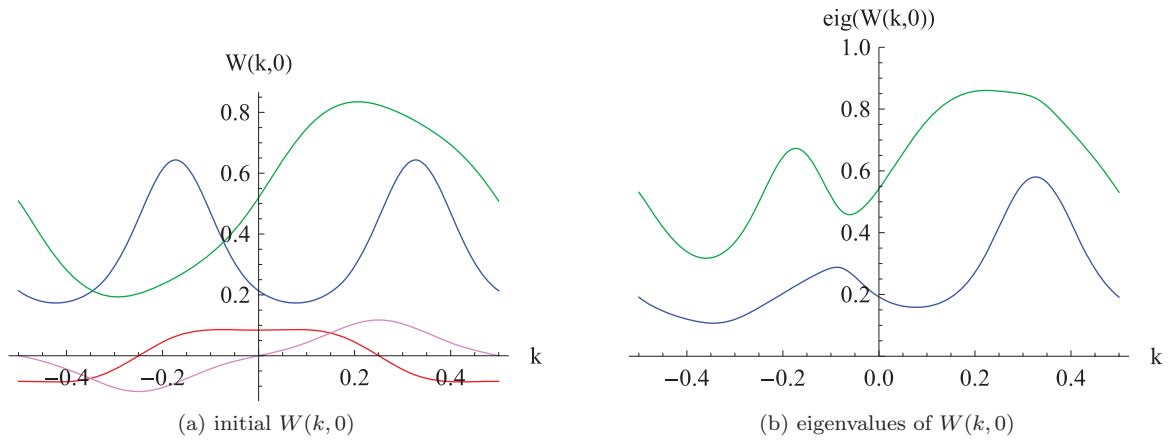 W(k,0)
0.8
0.6
0.4
0.2
−0.4 −0.2 0.2 0.4 k
(a) initial W(k, 0)
eig(W(k,0))
1.0
0.8
0.6
0.4
0.2
−0.4 −0.2 0.0 0.2 0.4 k
(b) eigenvalues of W(k, 0)